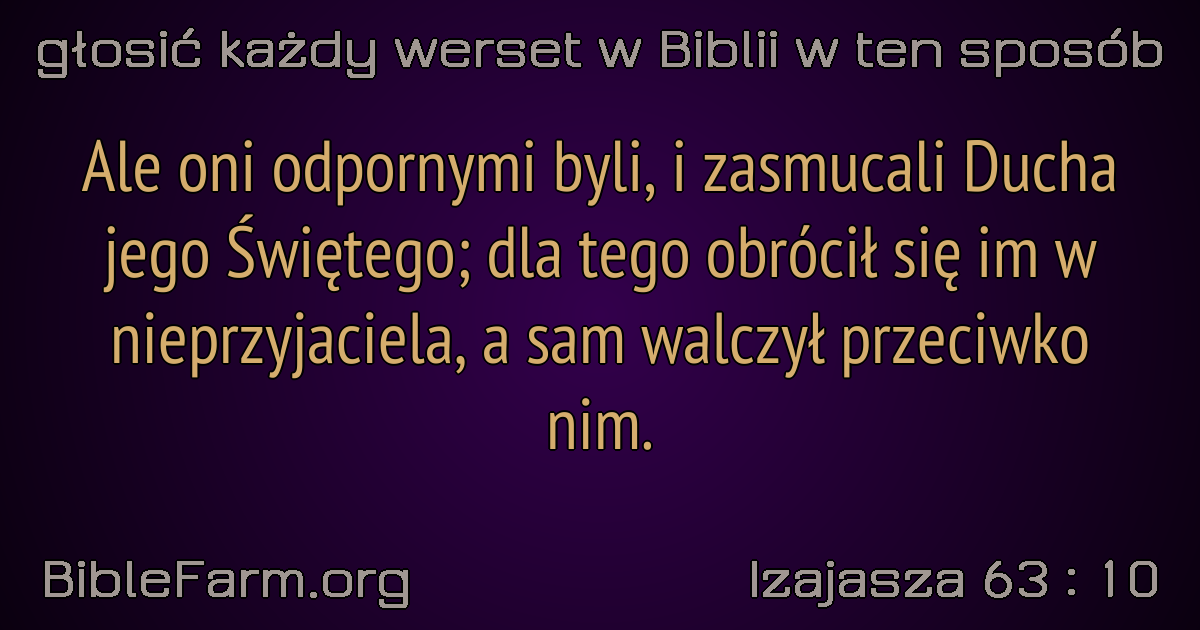 głosić każdy werset w Biblii w ten sposób
Ale oni odpornymi byli, i zasmucali Ducha
jego Świętego; dla tego obrócił się im w
nieprzyjaciela, a sam walczył przeciwko
nim.
BibleFarm.org
Izajasza 63 : 10